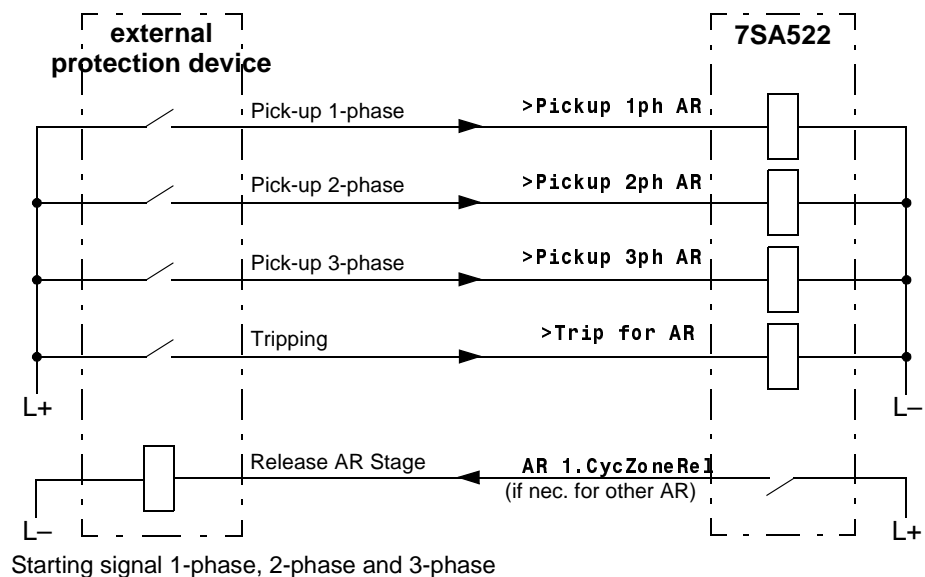 external
protection device
7SA522
Pick-up 1-phase
>Pickup 1ph AR
Pick-up 2-phase
>Pickup 2ph AR
Pick-up 3-phase
>Pickup 3ph AR
Tripping
>Trip for AR
L+
L–
Release AR Stage
AR 1.CycZoneRel
(if nec. for other AR)
L–
L+
Starting signal 1-phase, 2-phase and 3-phase